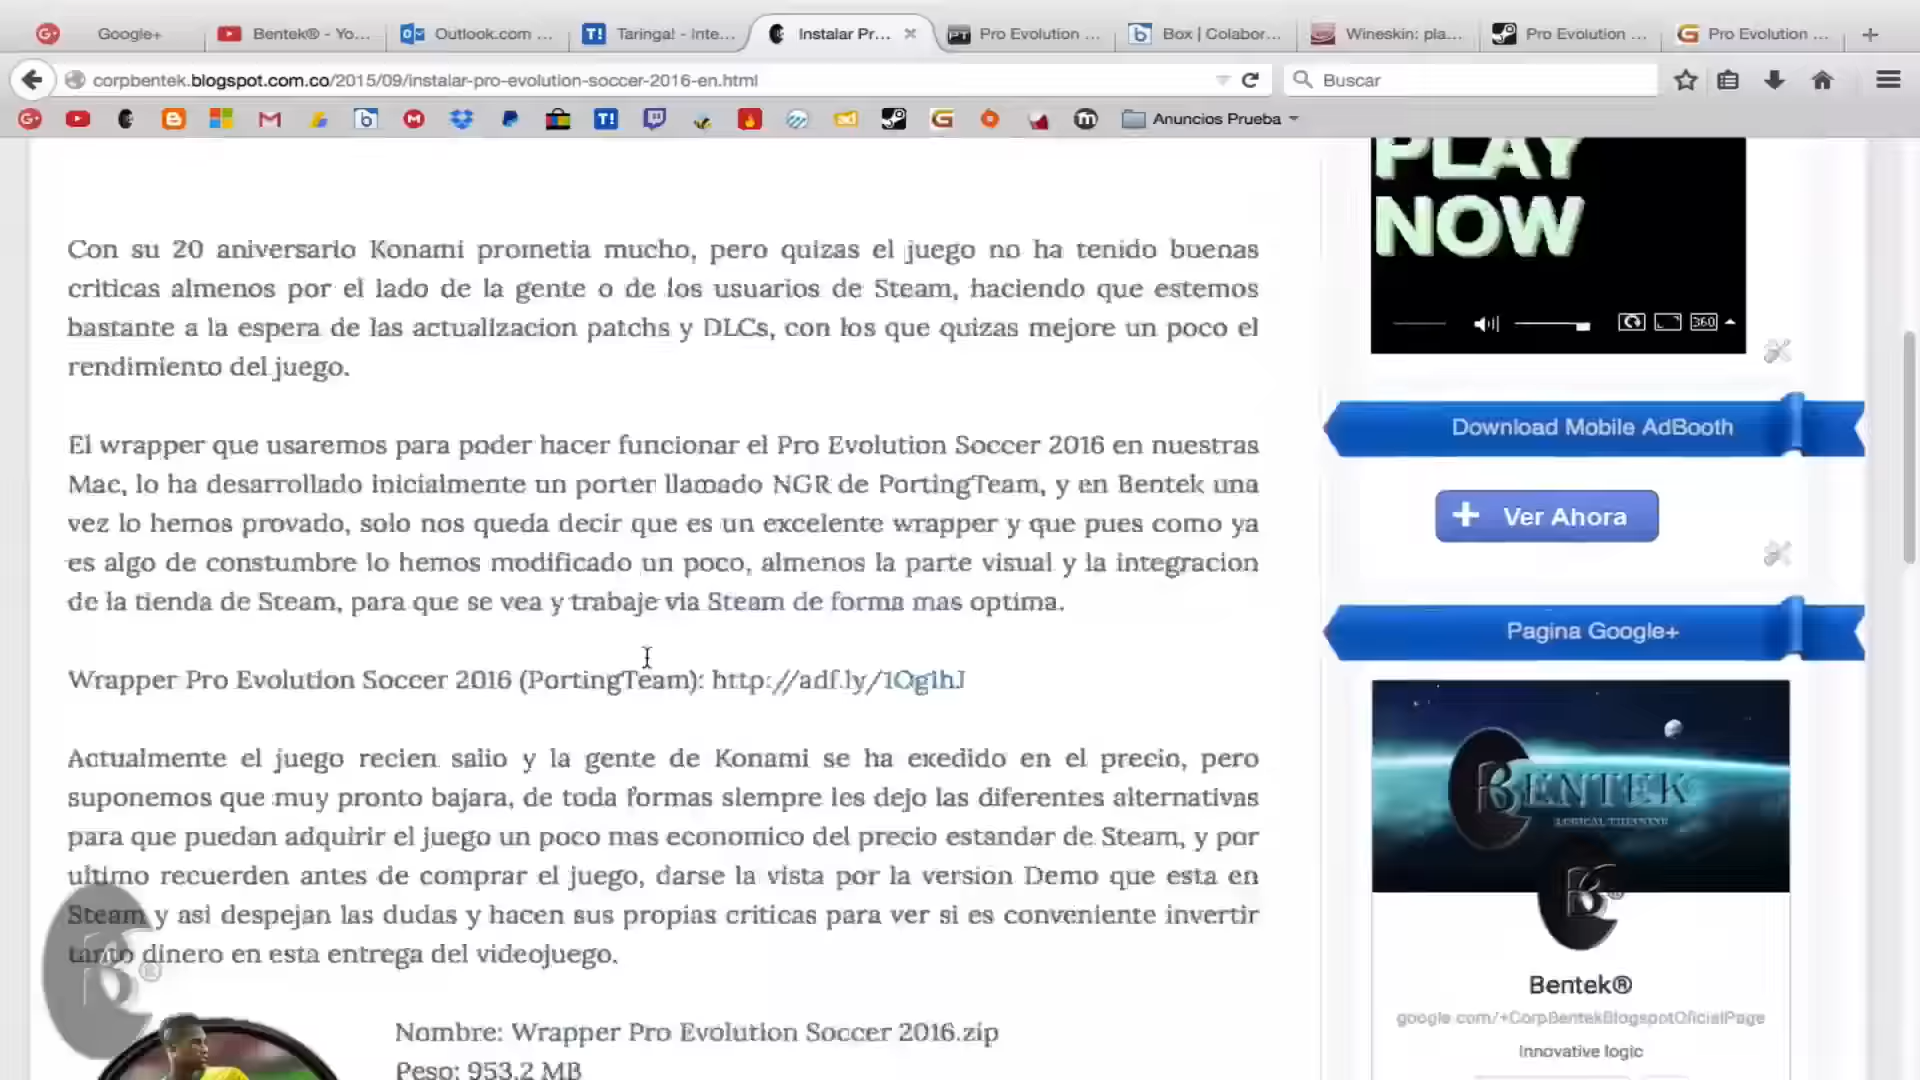 Google+ Bentek® - Yo... Outlook.com ... Taringa! - Inte... Instalar Pr... Pro Evolution ... Box | Colabor... Wineskin: pla... Pro Evolution ... Pro Evolution ...
corpbentek.blogspot.com.co/2015/09/instalar-pro-evolution-soccer-2016-en.html
Buscar
Anuncios Prueba
Con su 20 aniversario Konami prometia mucho, pero quizas el juego no ha tenido buenas
criticas almenos por el lado de la gente o de los usuarios de Steam, haciendo que estemos
bastante a la espera de las actualizacion patchs y DLCs, con los que quizas mejore un poco el
rendimiento del juego.
El wrapper que usaremos para poder hacer funcionar el Pro Evolution Soccer 2016 en nuestras
Mac, lo ha desarrollado inicialmente un porter llamado NGR de PortingTeam, y en Bentek una
vez lo hemos provado, solo nos queda decir que es un excelente wrapper y que pues como ya
es algo de constumbre lo hemos modificado un poco, almenos la parte visual y la integracion
de la tienda de Steam, para que se vea y trabaje via Steam de forma mas optima.
Wrapper Pro Evolution Soccer 2016 (PortingTeam): http://adf.ly/1Og1hJ
Actualmente el juego recien salio y la gente de Konami se ha exedido en el precio, pero
suponemos que muy pronto bajara, de toda formas siempre les dejo las diferentes alternativas
para que puedan adquirir el juego un poco mas economico del precio estandar de Steam, y por
ultimo recuerden antes de comprar el juego, darse la vista por la version Demo que esta en
Steam y asi despejan las dudas y hacen sus propias criticas para ver si es conveniente invertir
tanto dinero en esta entrega del videojuego.
Nombre: Wrapper Pro Evolution Soccer 2016.zip
Peso: 953.2 MB
PLAY
NOW
360
Download Mobile AdBooth
Ver Ahora
Pagina Google+
BENTEK
LOGICAL THINKING
Bentek®
google.com/+CorpBentekBlogspotOficialPage
Innovative logic